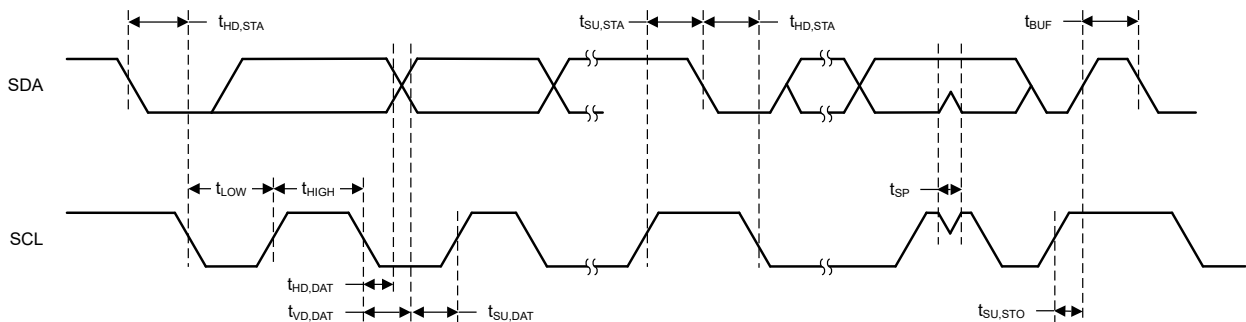 tHD,STA
tSU,STA
tHD,STA
tBUF
SDA
tLOW
tHIGH
tSP
SCL
tHD,DAT
tVD,DAT
tSU,DAT
tSU,STO